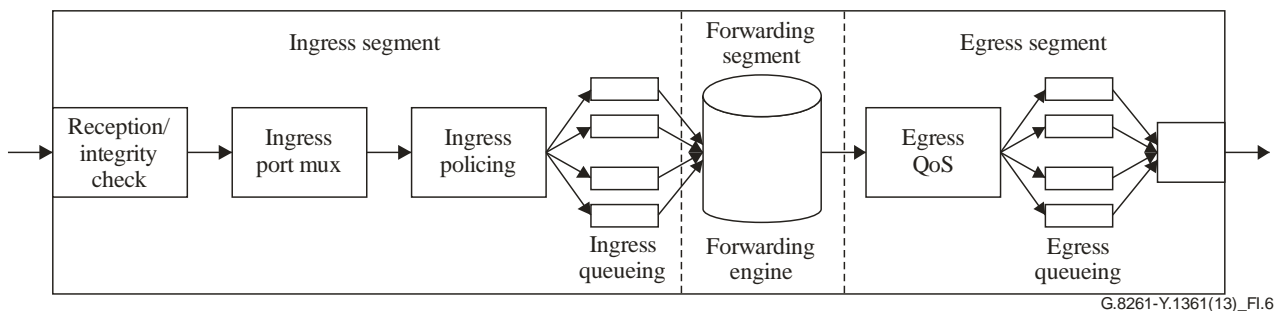 Ingress segment
Forwarding
segment
Egress segment
Reception/
integrity
check
Ingress
port mux
Ingress
policing
Ingress
queueing
Forwarding
engine
Egress
QoS
Egress
queueing
G.8261-Y.1361(13)_FI.6